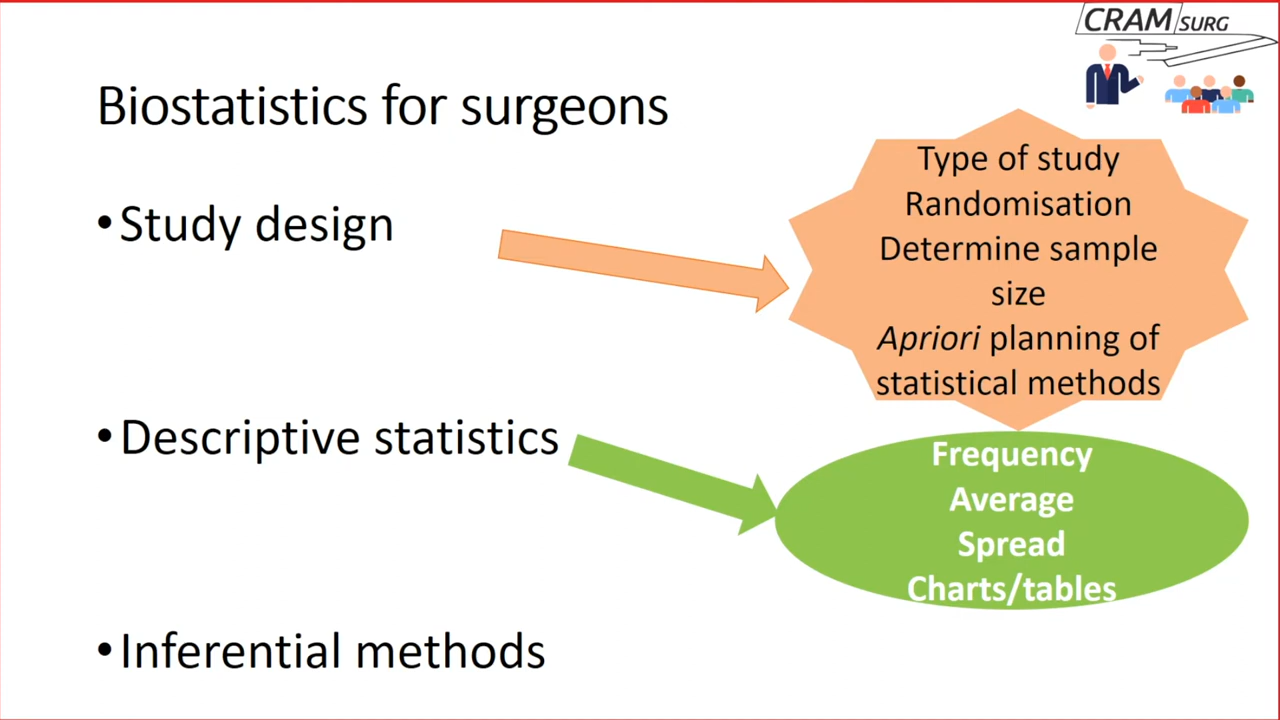 CRAM SURG
Biostatistics for surgeons
•Study design
Type of study
Randomisation
Determine sample
size
Apriori planning of
statistical methods
•Descriptive statistics
Frequency
Average
Spread
Charts/tables
•Inferential methods